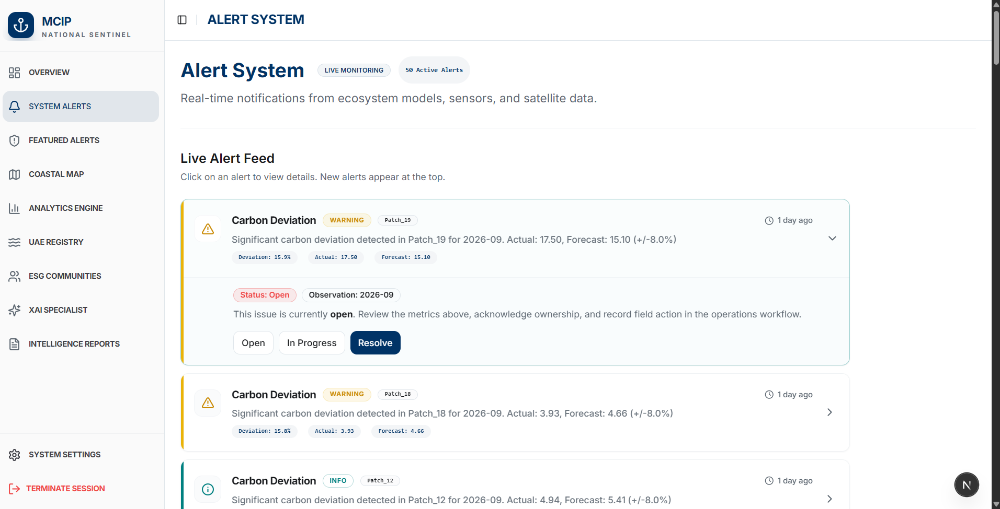 MCIP
NATIONAL SENTINEL
OVERVIEW
SYSTEM ALERTS
FEATURED ALERTS
COASTAL MAP
ANALYTICS ENGINE
UAE REGISTRY
ESG COMMUNITIES
XAI SPECIALIST
INTELLIGENCE REPORTS
SYSTEM SETTINGS
TERMINATE SESSION
ALERT SYSTEM
Alert System LIVE MONITORING 50 Active Alerts
Real-time notifications from ecosystem models, sensors, and satellite data.
Live Alert Feed
Click on an alert to view details. New alerts appear at the top.
Carbon Deviation WARNING Patch_19 1 day ago
Significant carbon deviation detected in Patch_19 for 2026-09. Actual: 17.50, Forecast: 15.10 (+/-8.0%)
Deviation: 15.9% Actual: 17.50 Forecast: 15.10
Status: Open Observation: 2026-09
This issue is currently open. Review the metrics above, acknowledge ownership, and record field action in the operations workflow.
Open In Progress Resolve
Carbon Deviation WARNING Patch_18 1 day ago
Significant carbon deviation detected in Patch_18 for 2026-09. Actual: 3.93, Forecast: 4.66 (+/-8.0%)
Deviation: 15.8% Actual: 3.93 Forecast: 4.66
Carbon Deviation INFO Patch_12 1 day ago
Significant carbon deviation detected in Patch_12 for 2026-09. Actual: 4.94, Forecast: 5.41 (+/-8.0%)
N